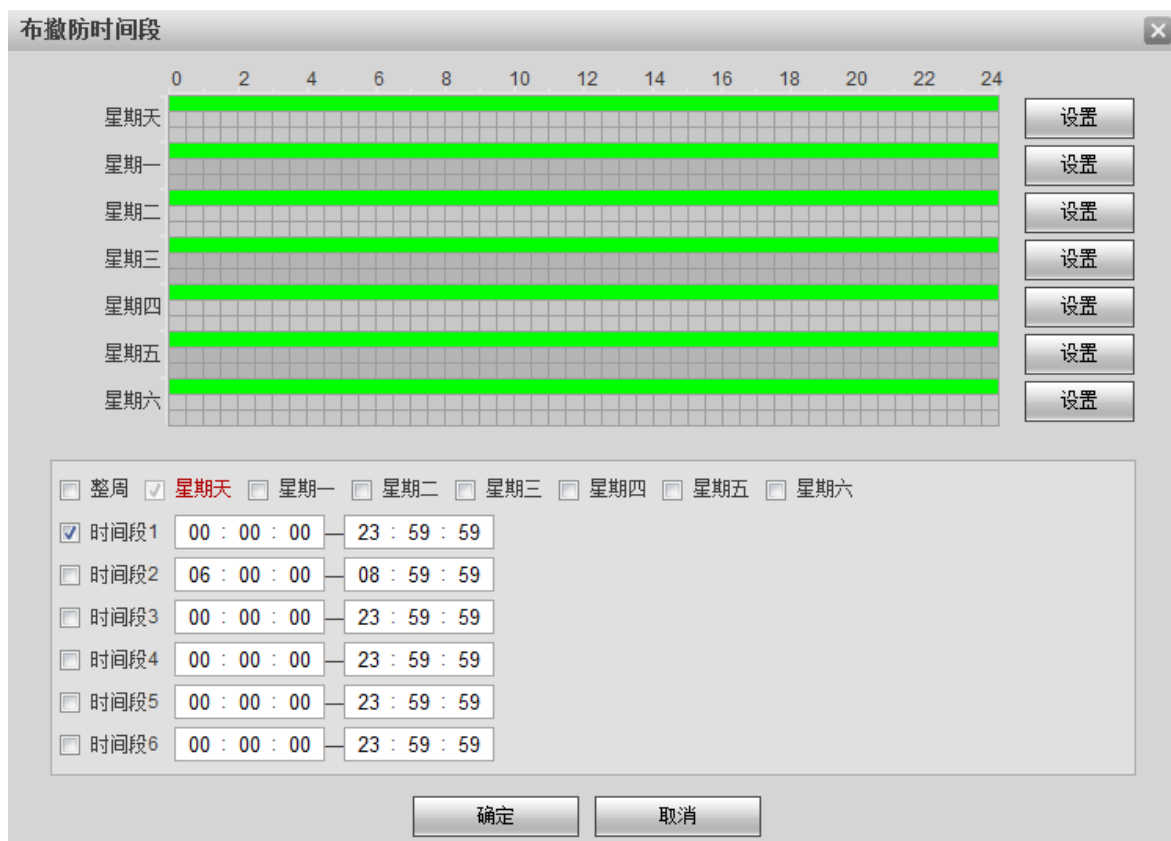 布撤防时间段
0 2 4 6 8 10 12 14 16 18 20 22 24
星期天 设置
星期一 设置
星期二 设置
星期三 设置
星期四 设置
星期五 设置
星期六 设置
整周 星期天 星期一 星期二 星期三 星期四 星期五 星期六
时间段1 00 : 00 : 00 — 23 : 59 : 59
时间段2 06 : 00 : 00 — 08 : 59 : 59
时间段3 00 : 00 : 00 — 23 : 59 : 59
时间段4 00 : 00 : 00 — 23 : 59 : 59
时间段5 00 : 00 : 00 — 23 : 59 : 59
时间段6 00 : 00 : 00 — 23 : 59 : 59
确定 取消